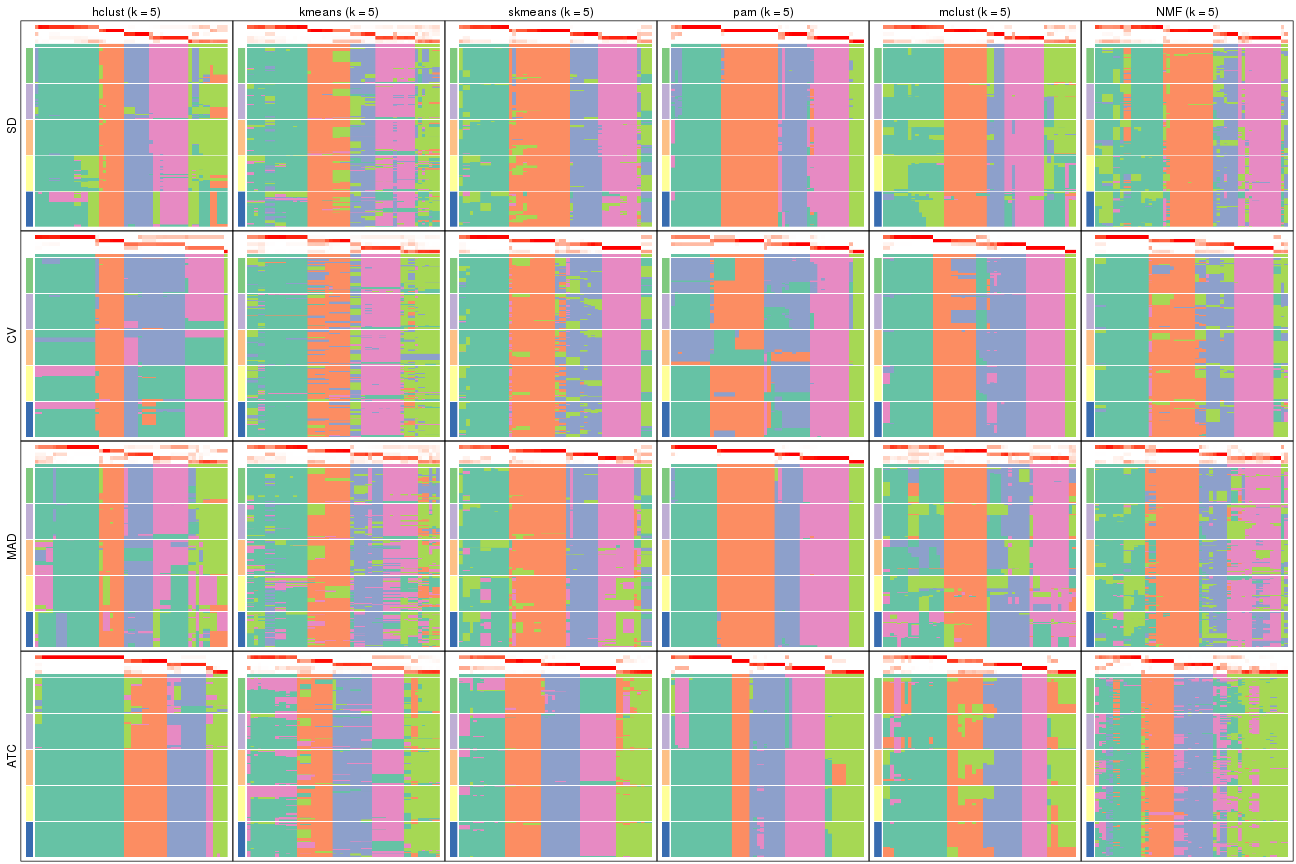 hclust (k = 5) kmeans (k = 5) skmeans (k = 5) pam (k = 5) mclust (k = 5) NMF (k = 5)
SD
CV
MAD
ATC